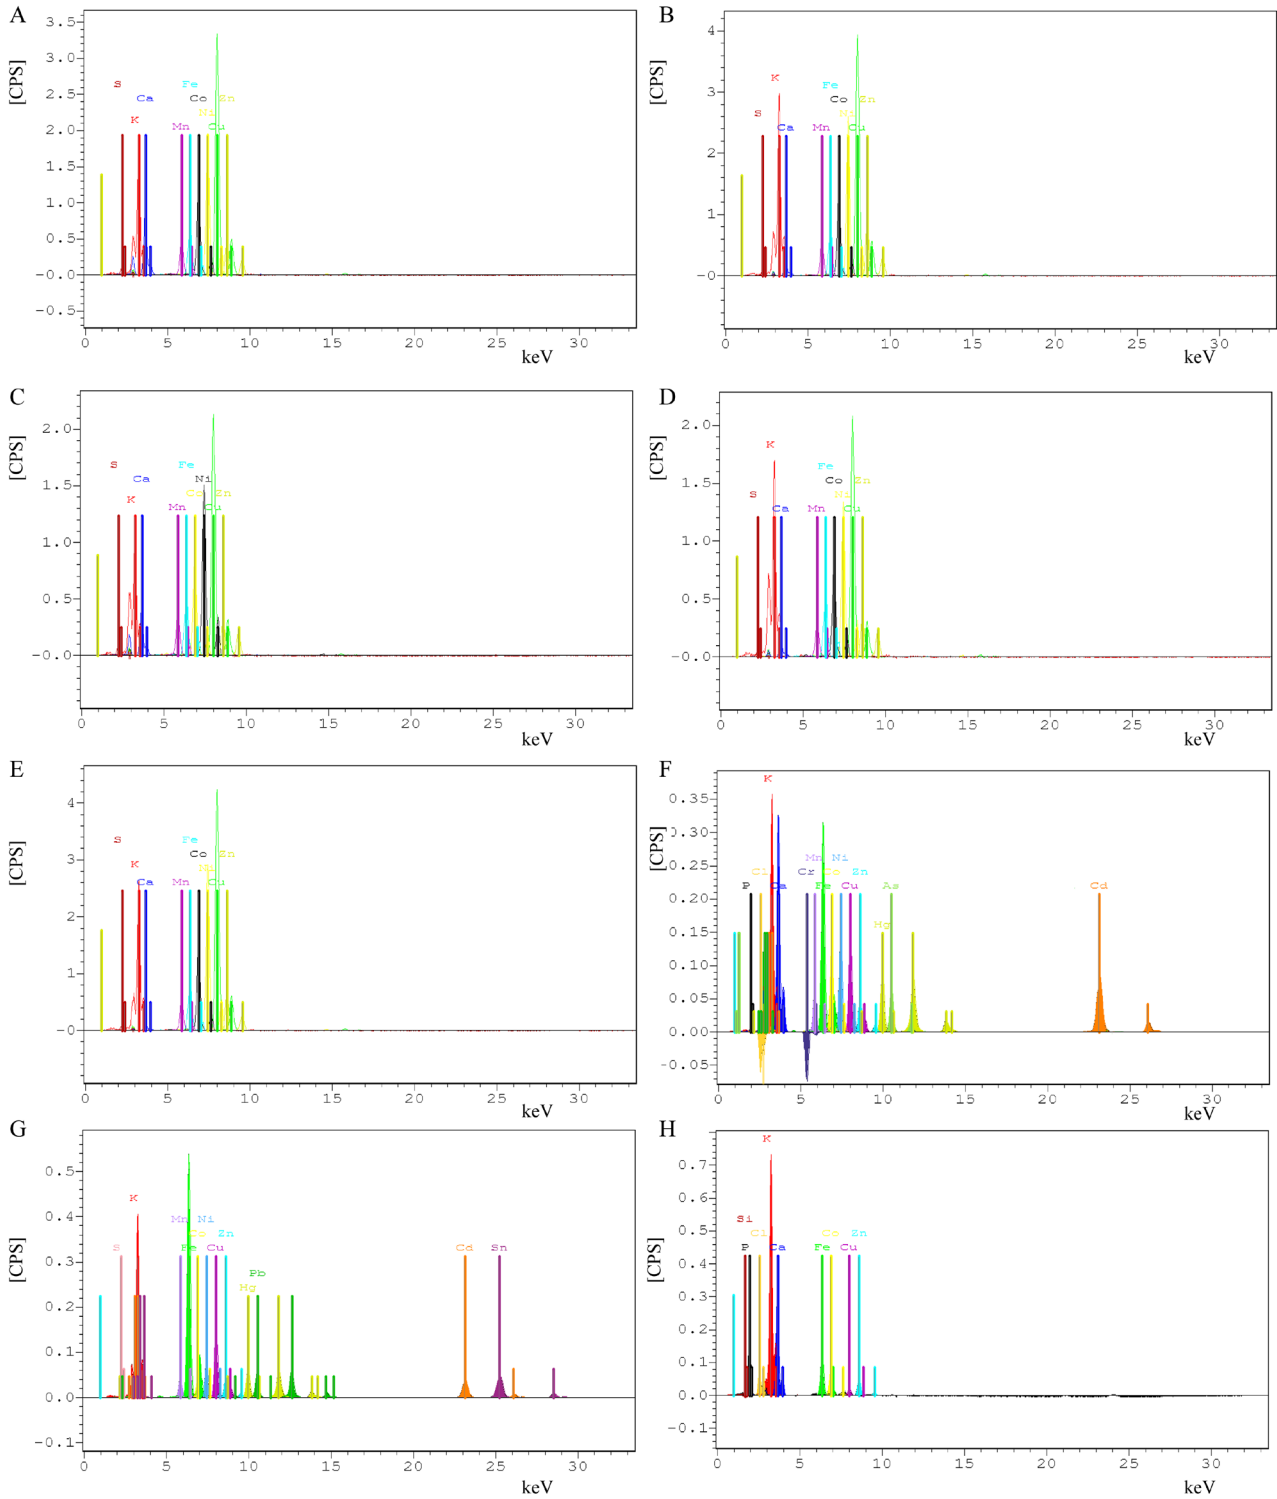 A
[CPS]
3.5
3.0
2.5
2.0
1.5
1.0
0.5
-0.0
-0.5
S
K
Ca
Mn
Fe
Co
Ni
Cu
Zn
0 5 10 15 20 25 30
keV
B
[CPS]
4
3
2
1
-0
S
K
Ca
Mn
Fe
Co
Ni
Cu
Zn
0 5 10 15 20 25 30
keV
C
[CPS]
2.0
1.5
1.0
0.5
-0.0
S
K
Ca
Mn
Fe
Co
Ni
Cu
Zn
0 5 10 15 20 25 30
keV
D
[CPS]
2.0
1.5
1.0
0.5
-0.0
S
K
Ca
Mn
Fe
Co
Ni
Cu
Zn
0 5 10 15 20 25 30
keV
E
[CPS]
4
3
2
1
-0
S
K
Ca
Mn
Fe
Co
Ni
Cu
Zn
0 5 10 15 20 25 30
keV
F
[CPS]
0.35
0.30
0.25
0.20
0.15
0.10
0.05
0.00
-0.05
P
Cl
K
Ca
Cr
Mn
Fe
Co
Ni
Cu
Zn
Hg
As
Cd
0 5 10 15 20 25 30
keV
G
[CPS]
0.5
0.4
0.3
0.2
0.1
0.0
-0.1
S
K
Mn
Fe
Co
Ni
Cu
Zn
Hg
Pb
Cd
Sn
0 5 10 15 20 25 30
keV
H
[CPS]
0.7
0.6
0.5
0.4
0.3
0.2
0.1
0.0
-0.1
Si
P
Cl
K
Ca
Fe
Co
Cu
Zn
0 5 10 15 20 25 30
keV